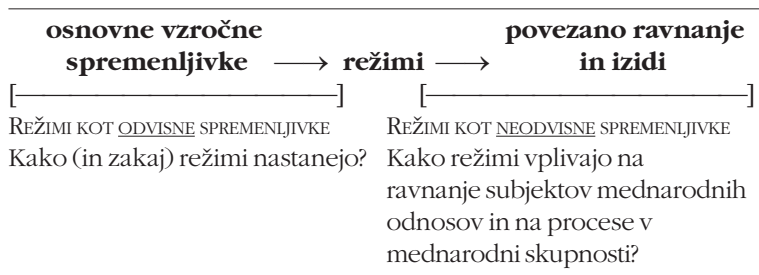 osnovne vzročne povezano ravnanje
spremenljivke ⟶ režimi ⟶ in izidi
[————————————] [————————————]
REŽIMI KOT ODVISNE SPREMENLJIVKE REŽIMI KOT NEODVISNE SPREMENLJIVKE
Kako (in zakaj) režimi nastanejo? Kako režimi vplivajo na
ravnanje subjektov mednarodnih
odnosov in na procese v
mednarodni skupnosti?